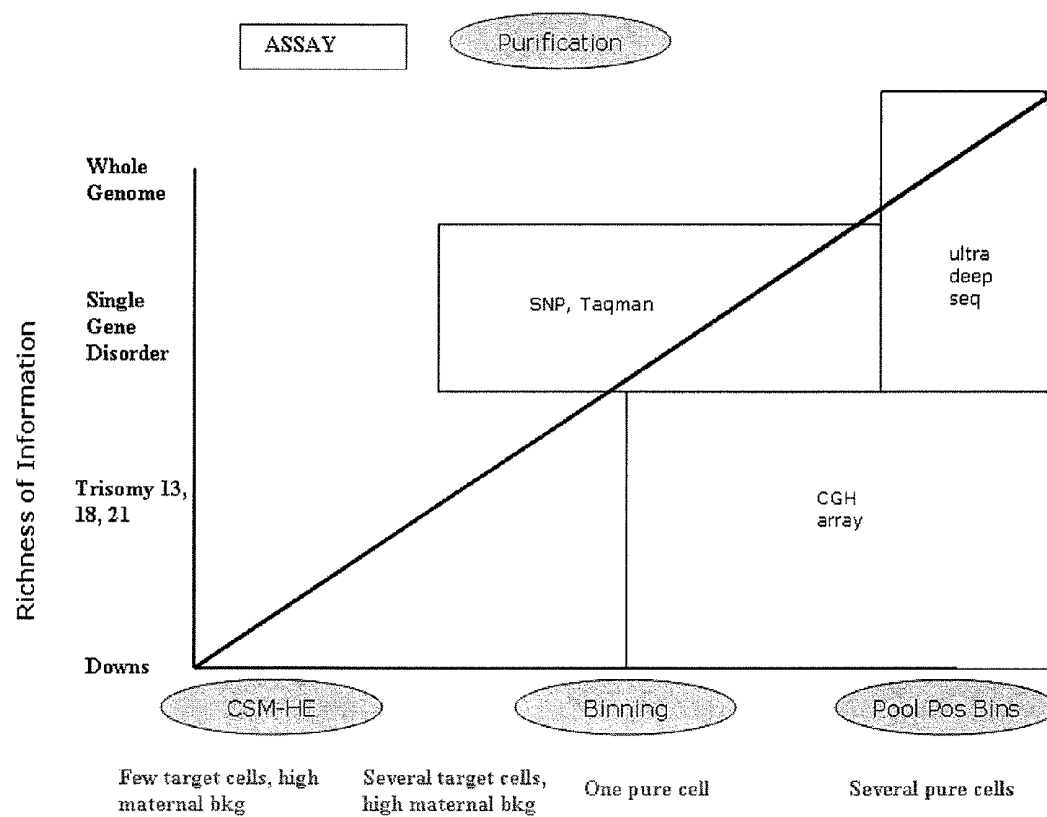 ASSAY
Purification
Whole
Genome
Single
Gene
Disorder
Trisomy 13,
18, 21
Downs
Richness of Information
SNP, Taqman
ultra
deep
seq
CGH
array
CSM-HE
Binning
Pool Pos Bins
Few target cells, high
maternal bkg
Several target cells,
high maternal bkg
One pure cell
Several pure cells